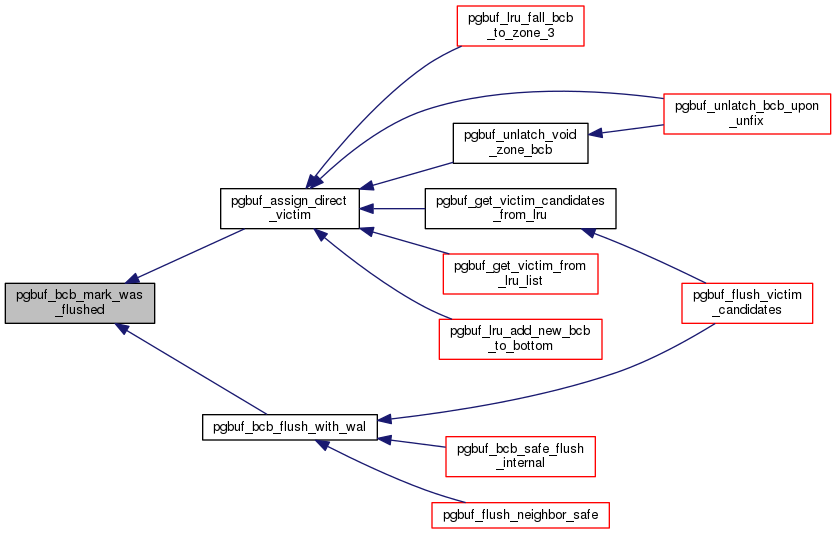 pgbuf_lru_fall_bcb
_to_zone_3
pgbuf_unlatch_bcb_upon
_unfix
pgbuf_unlatch_void
_zone_bcb
pgbuf_assign_direct
_victim
pgbuf_get_victim_candidates
_from_lru
pgbuf_get_victim_from
_lru_list
pgbuf_bcb_mark_was
_flushed
pgbuf_flush_victim
_candidates
pgbuf_lru_add_new_bcb
_to_bottom
pgbuf_bcb_flush_with_wal
pgbuf_bcb_safe_flush
_internal
pgbuf_flush_neighbor_safe